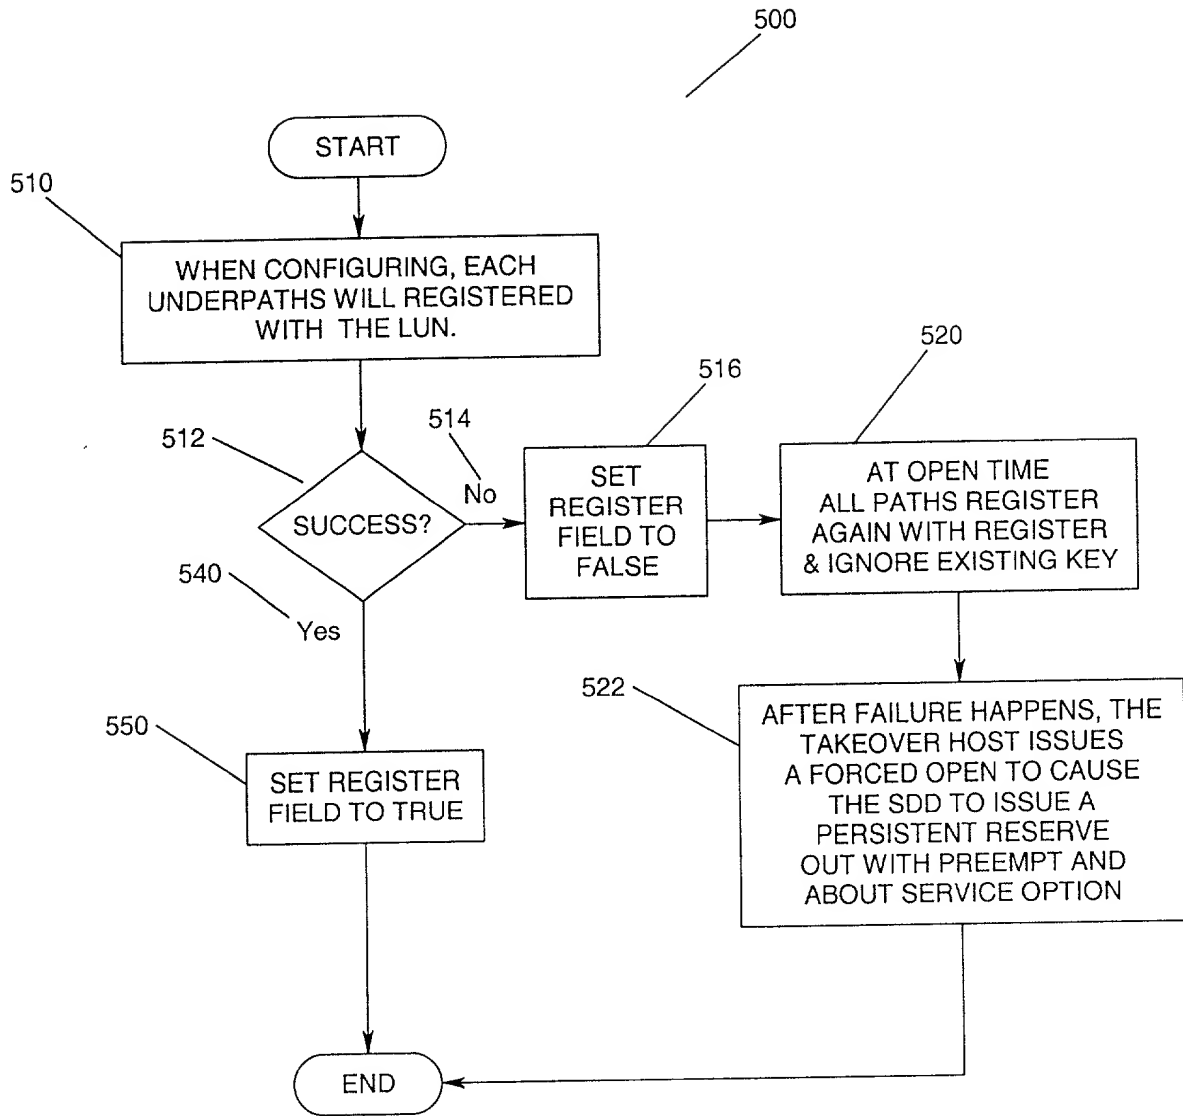 500
START
510
WHEN CONFIGURING, EACH
UNDERPATHS WILL REGISTERED
WITH THE LUN.
512
SUCCESS?
514
No
516
SET
REGISTER
FIELD TO
FALSE
520
AT OPEN TIME
ALL PATHS REGISTER
AGAIN WITH REGISTER
& IGNORE EXISTING KEY
540
Yes
522
AFTER FAILURE HAPPENS, THE
TAKEOVER HOST ISSUES
A FORCED OPEN TO CAUSE
THE SDD TO ISSUE A
PERSISTENT RESERVE
OUT WITH PREEMPT AND
ABOUT SERVICE OPTION
550
SET REGISTER
FIELD TO TRUE
END